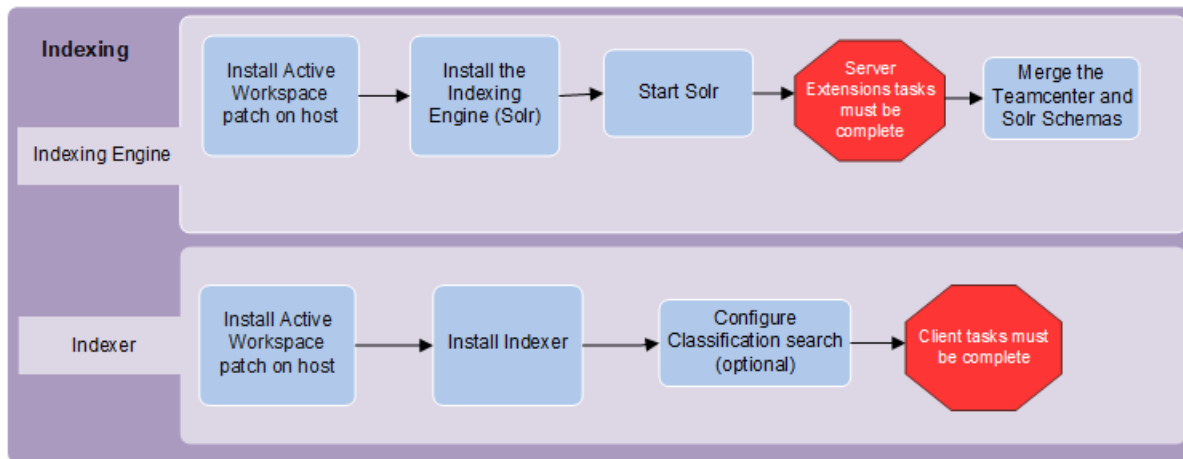 Indexing
Indexing Engine
Install Active
Workspace
patch on host
Install the
Indexing
Engine (Solr)
Start Solr
Server
Extensions tasks
must be
complete
Merge the
Teamcenter and
Solr Schemas
Indexer
Install Active
Workspace
patch on host
Install Indexer
Configure
Classification search
(optional)
Client tasks must
be complete